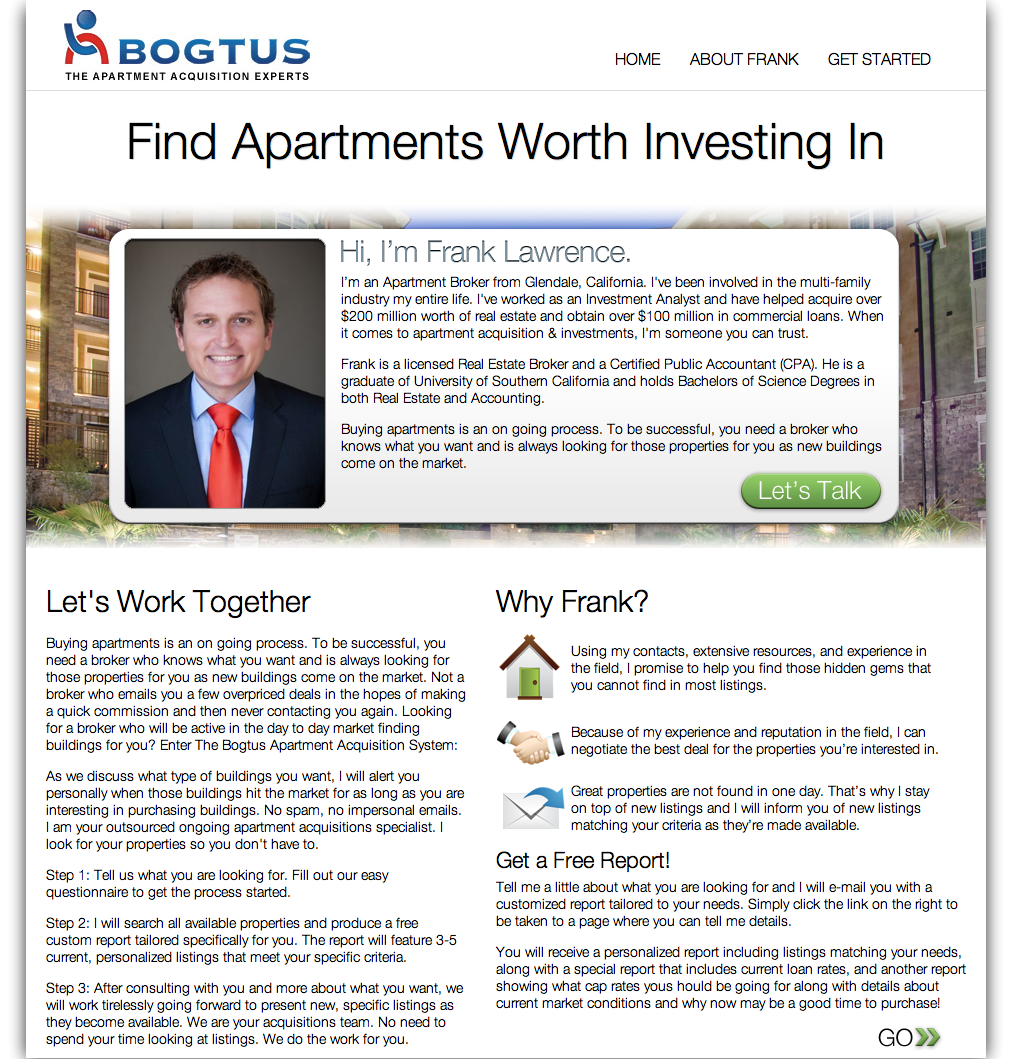 BOGTUS
THE APARTMENT ACQUISITION EXPERTS
HOME ABOUT FRANK GET STARTED
Find Apartments Worth Investing In
Hi, I'm Frank Lawrence.
I'm an Apartment Broker from Glendale, California. I've been involved in the multi-family
industry my entire life. I've worked as an Investment Analyst and have helped acquire over
$200 million worth of real estate and obtain over $100 million in commercial loans. When
it comes to apartment acquisition & investments, I'm someone you can trust.
Frank is a licensed Real Estate Broker and a Certified Public Accountant (CPA). He is a
graduate of University of Southern California and holds Bachelors of Science Degrees in
both Real Estate and Accounting.
Buying apartments is an on going process. To be successful, you need a broker who
knows what you want and is always looking for those properties for you as new buildings
come on the market.
Let's Talk
Let's Work Together
Buying apartments is an on going process. To be successful, you
need a broker who knows what you want and is always looking for
those properties for you as new buildings come on the market. Not a
broker who emails you a few overpriced deals in the hopes of making
a quick commission and then never contacting you again. Looking
for a broker who will be active in the day to day market finding
buildings for you? Enter The Bogtus Apartment Acquisition System:
As we discuss what type of buildings you want, I will alert you
personally when those buildings hit the market for as long as you are
interesting in purchasing buildings. No spam, no impersonal emails.
I am your outsourced ongoing apartment acquisitions specialist. I
look for your properties so you don't have to.
Step 1: Tell us what you are looking for. Fill out our easy
questionnaire to get the process started.
Step 2: I will search all available properties and produce a free
custom report tailored specifically for you. The report will feature 3-5
current, personalized listings that meet your specific criteria.
Step 3: After consulting with you and more about what you want, we
will work tirelessly going forward to present new, specific listings as
they become available. We are your acquisitions team. No need to
spend your time looking at listings. We do the work for you.
Why Frank?
Using my contacts, extensive resources, and experience in
the field, I promise to help you find those hidden gems that
you cannot find in most listings.
Because of my experience and reputation in the field, I can
negotiate the best deal for the properties you're interested in.
Great properties are not found in one day. That's why I stay
on top of new listings and I will inform you of new listings
matching your criteria as they're made available.
Get a Free Report!
Tell me a little about what you are looking for and I will e-mail you with a
customized report tailored to your needs. Simply click the link on the right to
be taken to a page where you can tell me details.
You will receive a personalized report including listings matching your needs,
along with a special report that includes current loan rates, and another report
showing what cap rates yous hould be going for along with details about
current market conditions and why now may be a good time to purchase!
GO